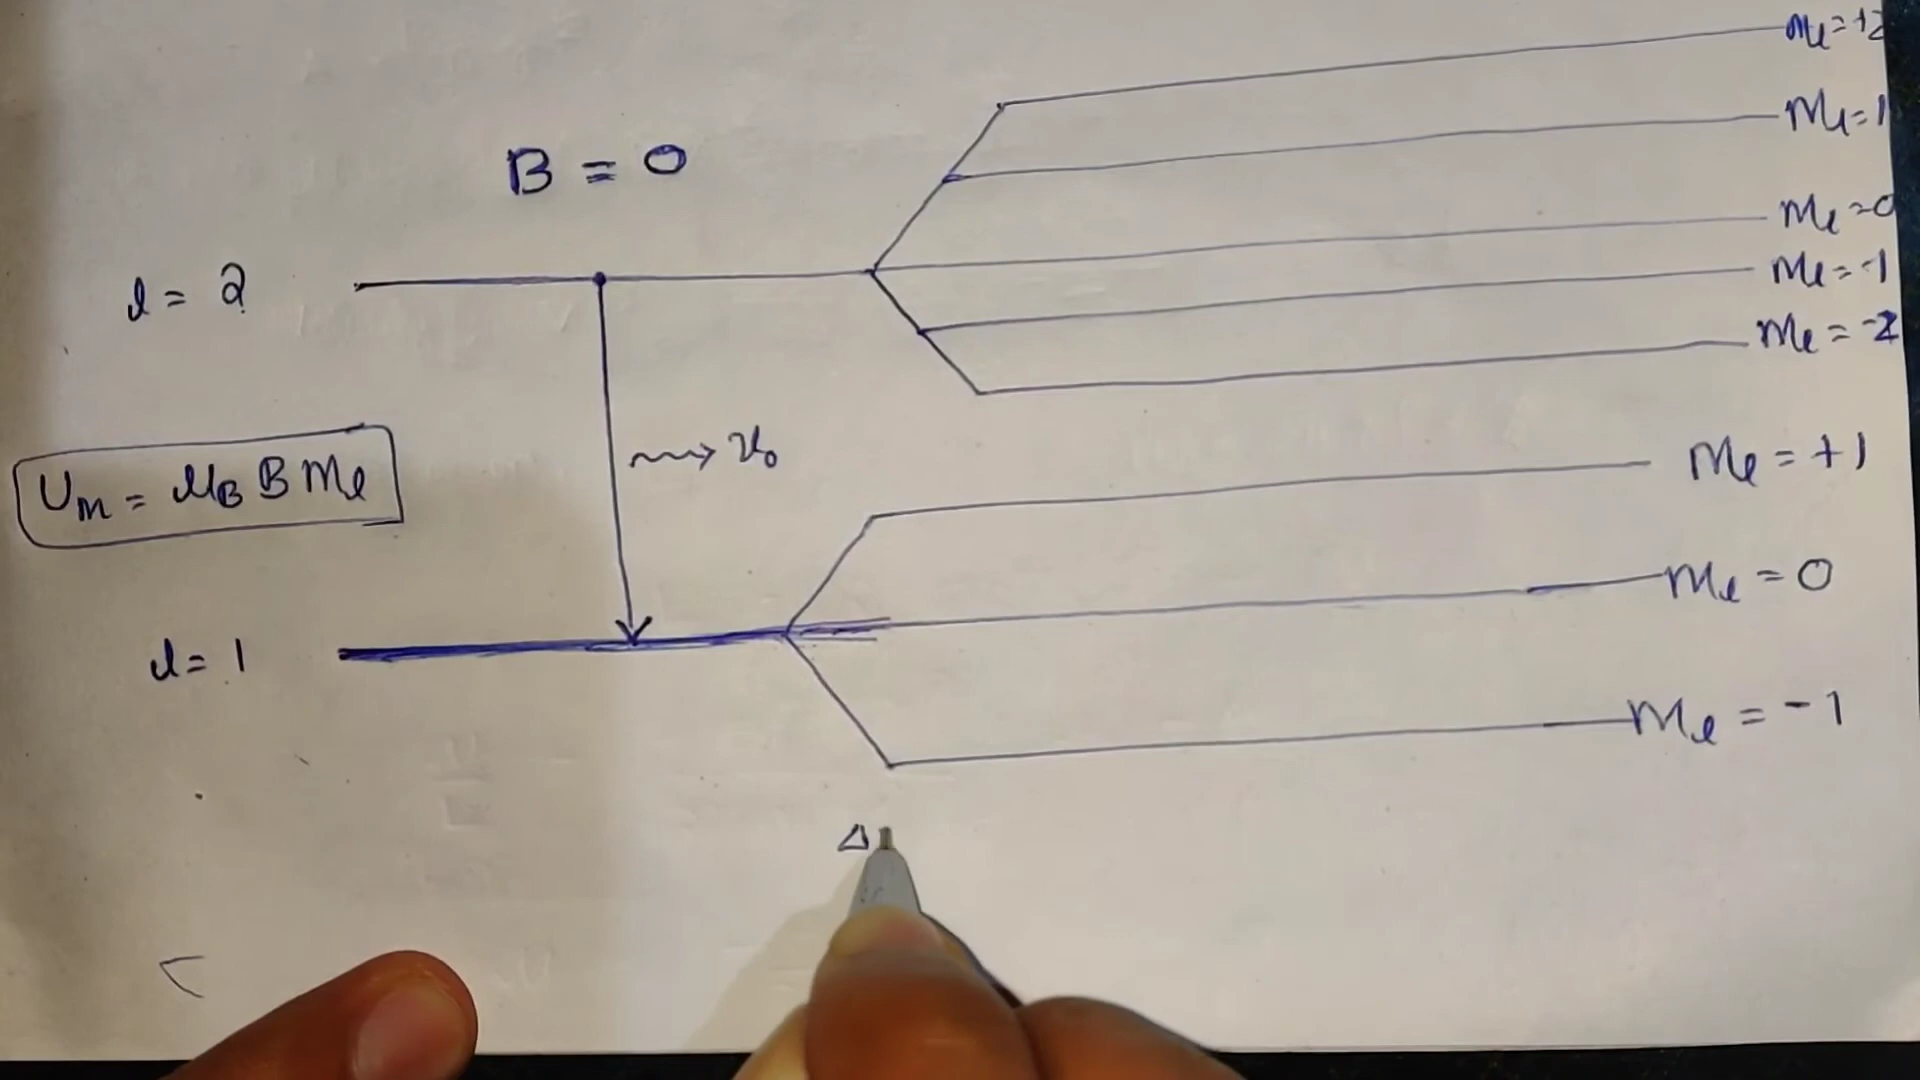 mℓ=+2
mℓ=1
B = 0
mℓ=0
mℓ=-1
l = 2
mℓ=-2
ν₀
mℓ=+1
Uₘ = μ_B B mℓ
mℓ=0
l=1
mℓ=-1
Δ